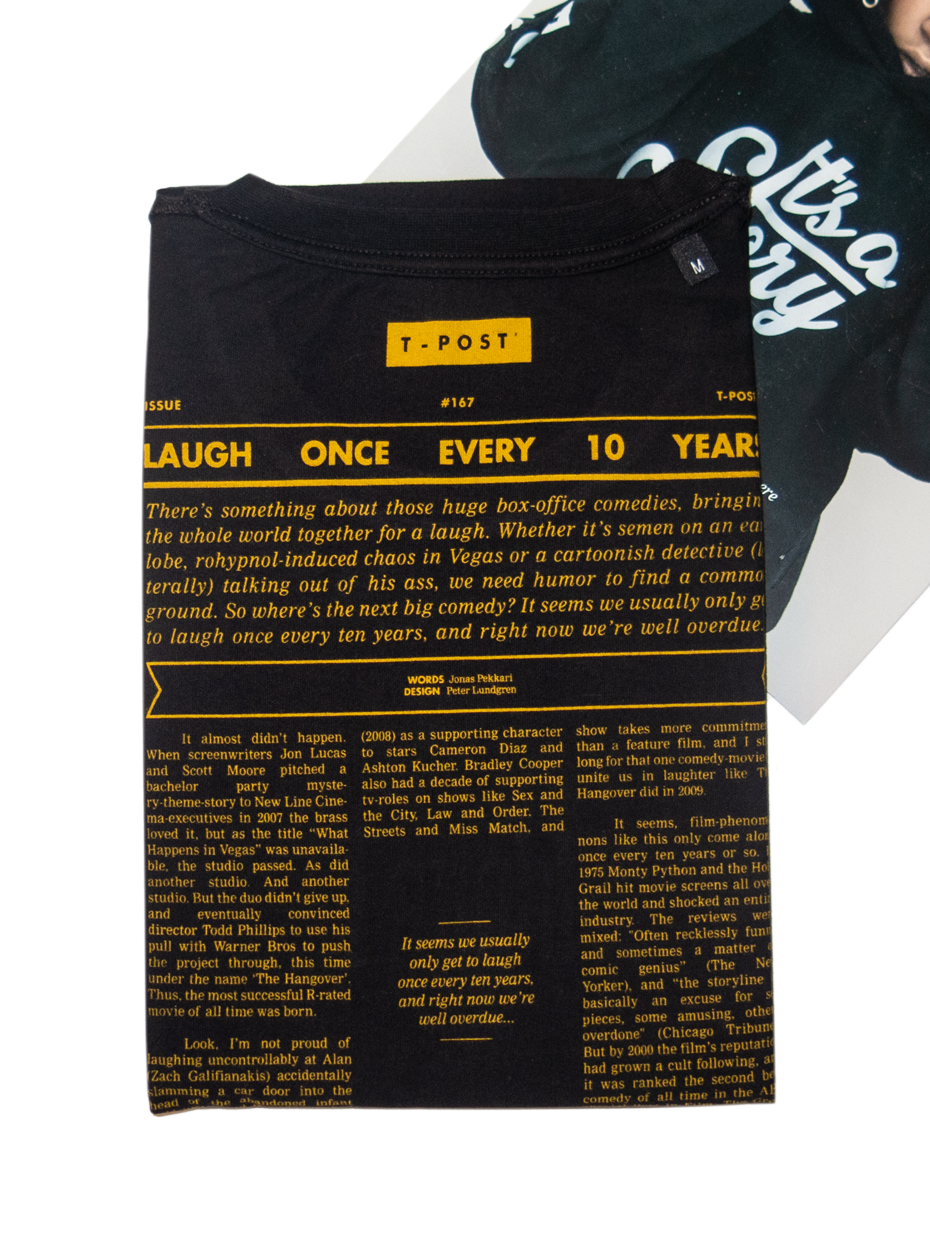 It's a
M
T-POST
ISSUE #167 T-POS
LAUGH ONCE EVERY 10 YEARS
There's something about those huge box-office comedies, bringin
the whole world together for a laugh. Whether it's semen on an ea
lobe, rohypnol-induced chaos in Vegas or a cartoonish detective (l
terally) talking out of his ass, we need humor to find a commo
ground. So where's the next big comedy? It seems we usually only ge
to laugh once every ten years, and right now we're well overdue.
WORDS Jonas Pekkari
DESIGN Peter Lundgren
It almost didn't happen.
When screenwriters Jon Lucas
and Scott Moore pitched a
bachelor party myste-
ry-theme-story to New Line Cine-
ma-executives in 2007 the brass
loved it, but as the title “What
Happens in Vegas” was unavaila-
ble, the studio passed. As did
another studio. And another
studio. But the duo didn't give up,
and eventually convinced
director Todd Phillips to use his
pull with Warner Bros to push
the project through, this time
under the name ‘The Hangover’.
Thus, the most successful R-rated
movie of all time was born.
Look, I'm not proud of
laughing uncontrollably at Alan
(Zach Galifianakis) accidentally
slamming a car door into the
head of the abandoned infant
(2008) as a supporting character
to stars Cameron Diaz and
Ashton Kucher. Bradley Cooper
also had a decade of supporting
tv-roles on shows like Sex and
the City, Law and Order, The
Streets and Miss Match, and
It seems we usually
only get to laugh
once every ten years,
and right now we're
well overdue...
show takes more commitme
than a feature film, and I st
long for that one comedy-movie
unite us in laughter like T
Hangover did in 2009.
It seems, film-phenom
nons like this only come alon
once every ten years or so. I
1975 Monty Python and the Ho
Grail hit movie screens all ove
the world and shocked an enti
industry. The reviews wer
mixed: "Often recklessly funn
and sometimes a matter o
comic genius” (The Ne
Yorker), and “the storyline
basically an excuse for s
pieces, some amusing, othe
overdone” (Chicago Tribune
But by 2000 the film's reputatio
had grown a cult following, an
it was ranked the second be
comedy of all time in the AB